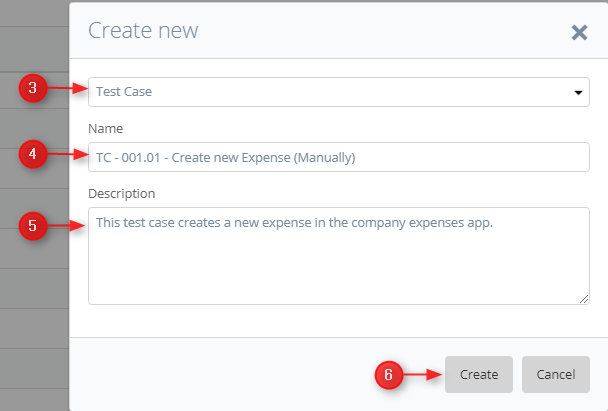 Create new
3
Test Case
Name
4
TC - 001.01 - Create new Expense (Manually)
Description
5
This test case creates a new expense in the company expenses app.
6
Create
Cancel